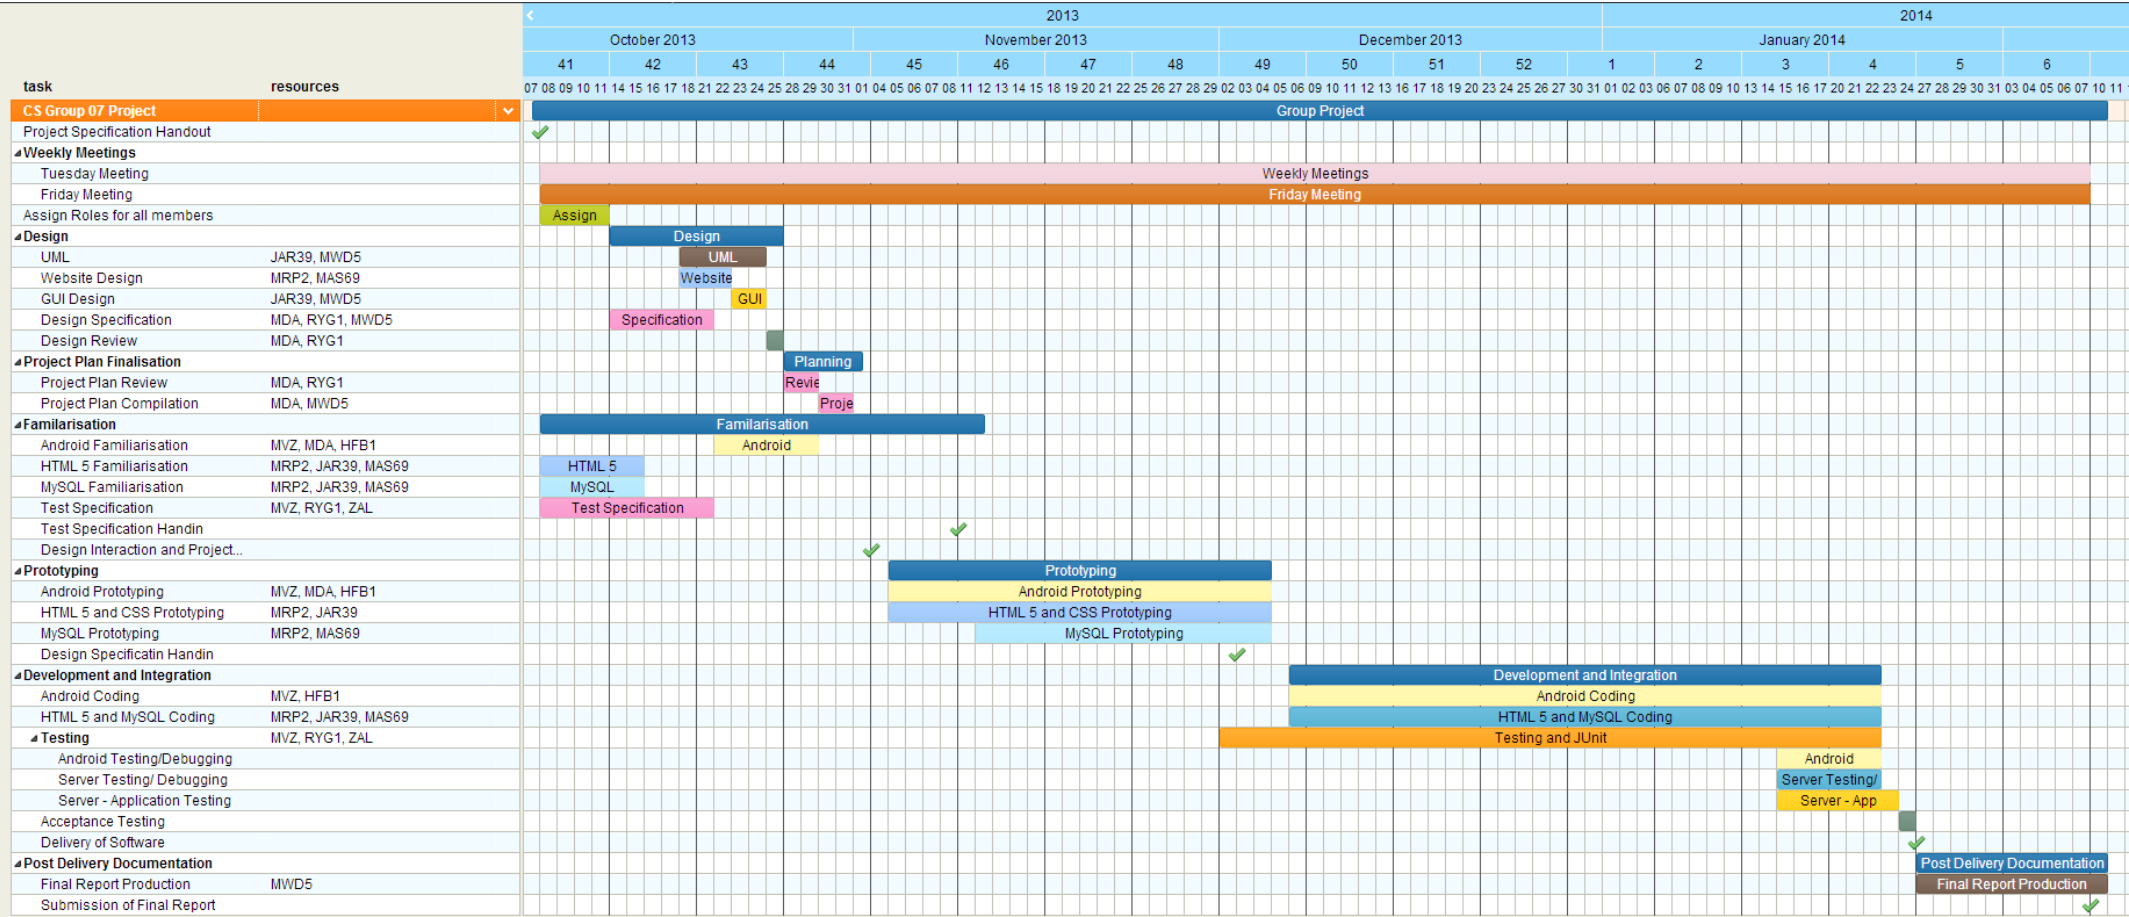 2013 2014
October 2013 November 2013 December 2013 January 2014
41 42 43 44 45 46 47 48 49 50 51 52 1 2 3 4 5 6
task resources 07 08 09 10 11 14 15 16 17 18 21 22 23 24 25 28 29 30 31 01 04 05 06 07 08 11 12 13 14 15 18 19 20 21 22 25 26 27 28 29 02 03 04 05 06 09 10 11 12 13 16 17 18 19 20 23 24 25 26 27 30 31 01 02 03 06 07 08 09 10 13 14 15 16 17 20 21 22 23 24 27 28 29 30 31 03 04 05 06 07 10 11
CS Group 07 Project Group Project
Project Specification Handout
Weekly Meetings
Tuesday Meeting Weekly Meetings
Friday Meeting Friday Meeting
Assign Roles for all members Assign
Design Design
UML JAR39, MWD5 UML
Website Design MRP2, MAS69 Website
GUI Design JAR39, MWD5 GUI
Design Specification MDA, RYG1, MWD5 Specification
Design Review MDA, RYG1
Project Plan Finalisation Planning
Project Plan Review MDA, RYG1 Revie
Project Plan Compilation MDA, MWD5 Proje
Familarisation Familarisation
Android Familiarisation MVZ, MDA, HFB1 Android
HTML 5 Familiarisation MRP2, JAR39, MAS69 HTML 5
MySQL Familiarisation MRP2, JAR39, MAS69 MySQL
Test Specification MVZ, RYG1, ZAL Test Specification
Test Specification Handin
Design Interaction and Project...
Prototyping Prototyping
Android Prototyping MVZ, MDA, HFB1 Android Prototyping
HTML 5 and CSS Prototyping MRP2, JAR39 HTML 5 and CSS Prototyping
MySQL Prototyping MRP2, MAS69 MySQL Prototyping
Design Specificatin Handin
Development and Integration Development and Integration
Android Coding MVZ, HFB1 Android Coding
HTML 5 and MySQL Coding MRP2, JAR39, MAS69 HTML 5 and MySQL Coding
Testing MVZ, RYG1, ZAL Testing and JUnit
Android Testing/Debugging Android
Server Testing/ Debugging Server Testing/
Server - Application Testing Server - App
Acceptance Testing
Delivery of Software
Post Delivery Documentation Post Delivery Documentation
Final Report Production MWD5 Final Report Production
Submission of Final Report